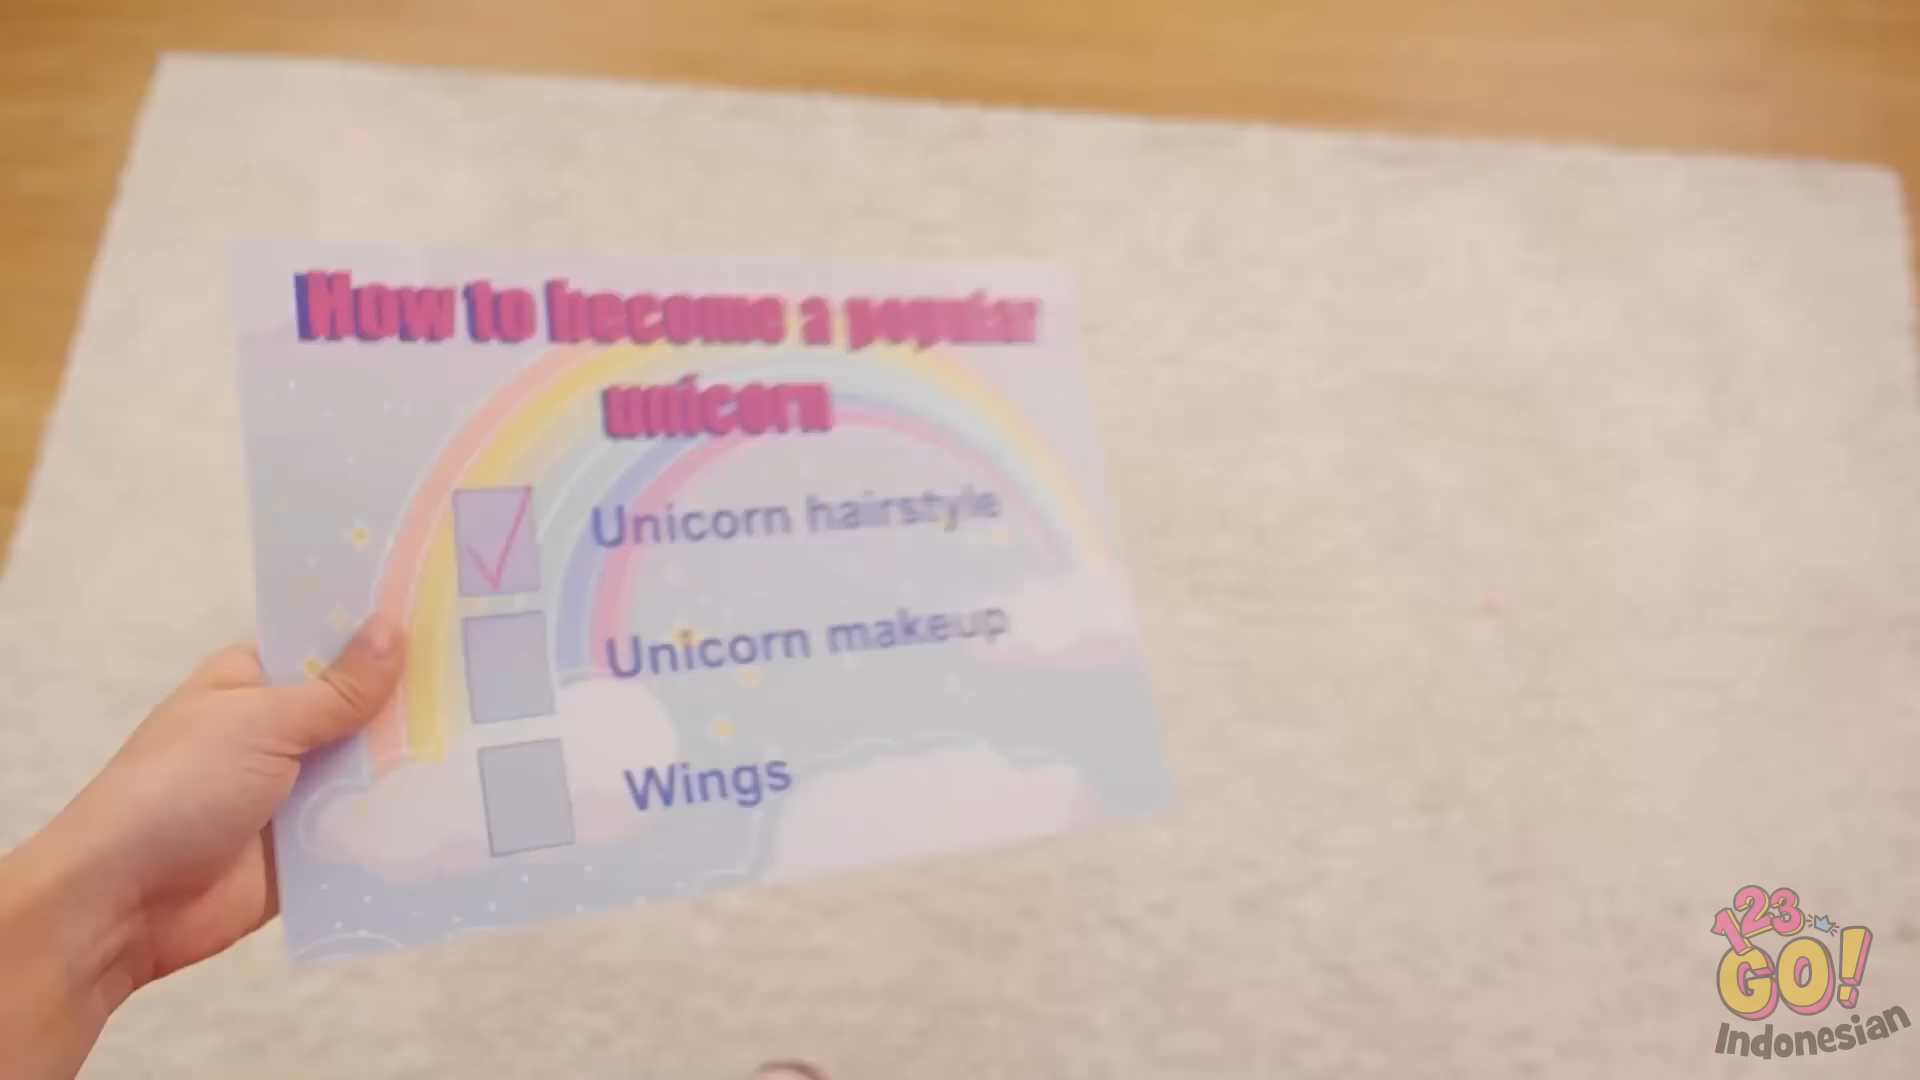 How to become a popular
unicorn
Unicorn hairstyle
Unicorn makeup
Wings
123
GO!
Indonesian